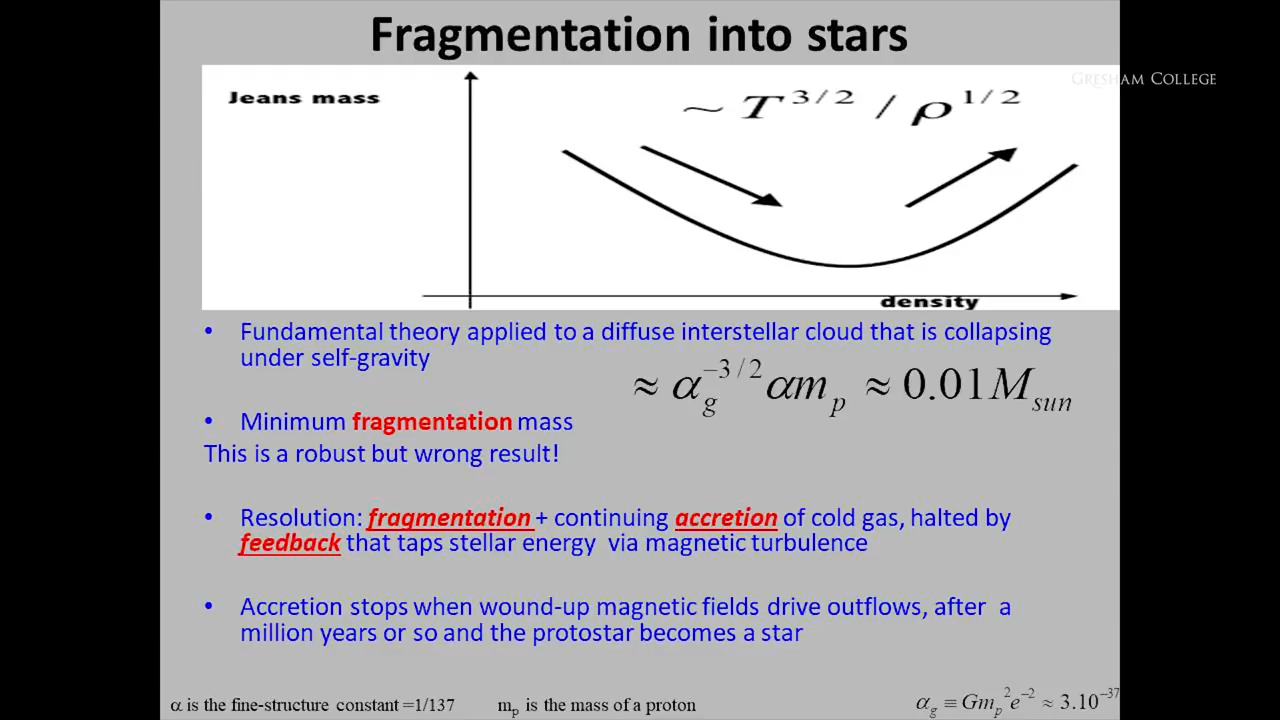 Fragmentation into stars
GRESHAM COLLEGE
Jeans mass
~ T^3/2 / ρ^1/2
density
• Fundamental theory applied to a diffuse interstellar cloud that is collapsing
under self-gravity
≈ α_g^−3/2 αm_p ≈ 0.01M_sun
• Minimum fragmentation mass
This is a robust but wrong result!
• Resolution: fragmentation + continuing accretion of cold gas, halted by
feedback that taps stellar energy via magnetic turbulence
• Accretion stops when wound-up magnetic fields drive outflows, after a
million years or so and the protostar becomes a star
α is the fine-structure constant =1/137 m_p is the mass of a proton
α_g ≡ Gm_p^2 e^−2 ≈ 3.10^−37